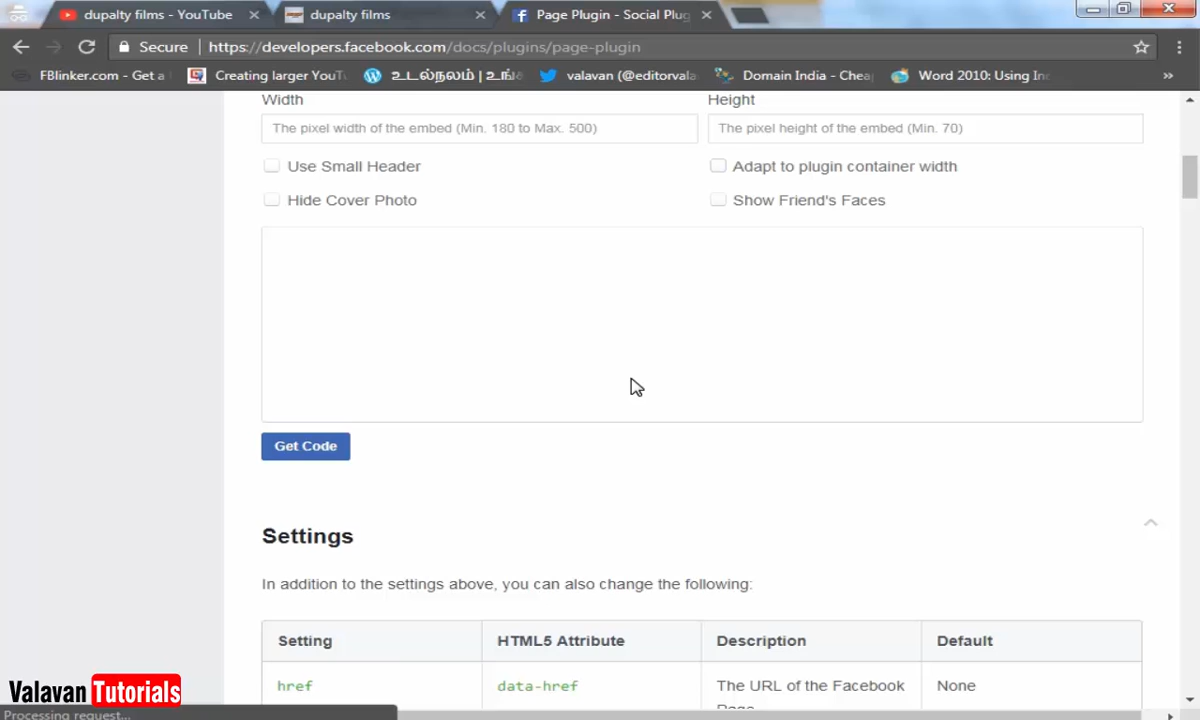 dupalty films - YouTube
dupalty films
Page Plugin - Social Plug
Secure
https://developers.facebook.com/docs/plugins/page-plugin
FBlinker.com - Get a
Creating larger YouT
உடல்நலம் | உங்
valavan (@editorvala
Domain India - Chea
Word 2010: Using In
»
Width
Height
The pixel width of the embed (Min. 180 to Max. 500)
The pixel height of the embed (Min. 70)
Use Small Header
Adapt to plugin container width
Hide Cover Photo
Show Friend's Faces
Get Code
Settings
In addition to the settings above, you can also change the following:
Setting
HTML5 Attribute
Description
Default
href
data-href
The URL of the Facebook
Page
None
Valavan Tutorials
Processing request...